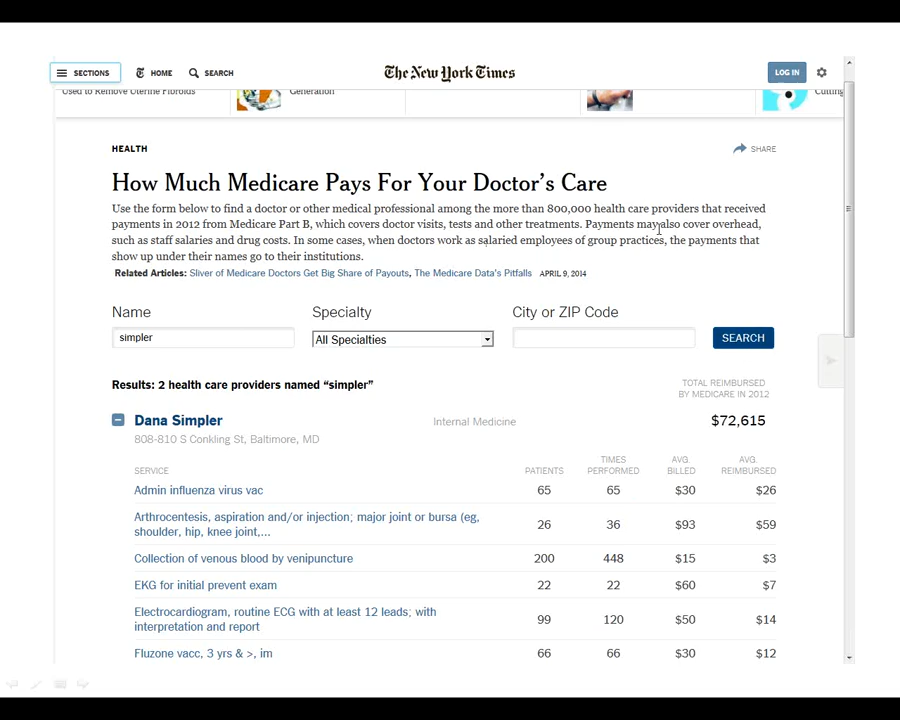 SECTIONS HOME SEARCH The New York Times LOG IN
Used to Remove Uterine Fibroids Generation Cutting
HEALTH SHARE
How Much Medicare Pays For Your Doctor's Care
Use the form below to find a doctor or other medical professional among the more than 800,000 health care providers that received
payments in 2012 from Medicare Part B, which covers doctor visits, tests and other treatments. Payments may also cover overhead,
such as staff salaries and drug costs. In some cases, when doctors work as salaried employees of group practices, the payments that
show up under their names go to their institutions.
Related Articles: Sliver of Medicare Doctors Get Big Share of Payouts, The Medicare Data's Pitfalls APRIL 9, 2014
Name Specialty City or ZIP Code
simpler All Specialties SEARCH
Results: 2 health care providers named "simpler" TOTAL REIMBURSED
BY MEDICARE IN 2012
Dana Simpler Internal Medicine $72,615
808-810 S Conkling St, Baltimore, MD
TIMES AVG. AVG.
SERVICE PATIENTS PERFORMED BILLED REIMBURSED
Admin influenza virus vac 65 65 $30 $26
Arthrocentesis, aspiration and/or injection; major joint or bursa (eg,
shoulder, hip, knee joint,... 26 36 $93 $59
Collection of venous blood by venipuncture 200 448 $15 $3
EKG for initial prevent exam 22 22 $60 $7
Electrocardiogram, routine ECG with at least 12 leads; with
interpretation and report 99 120 $50 $14
Fluzone vacc, 3 yrs & >, im 66 66 $30 $12